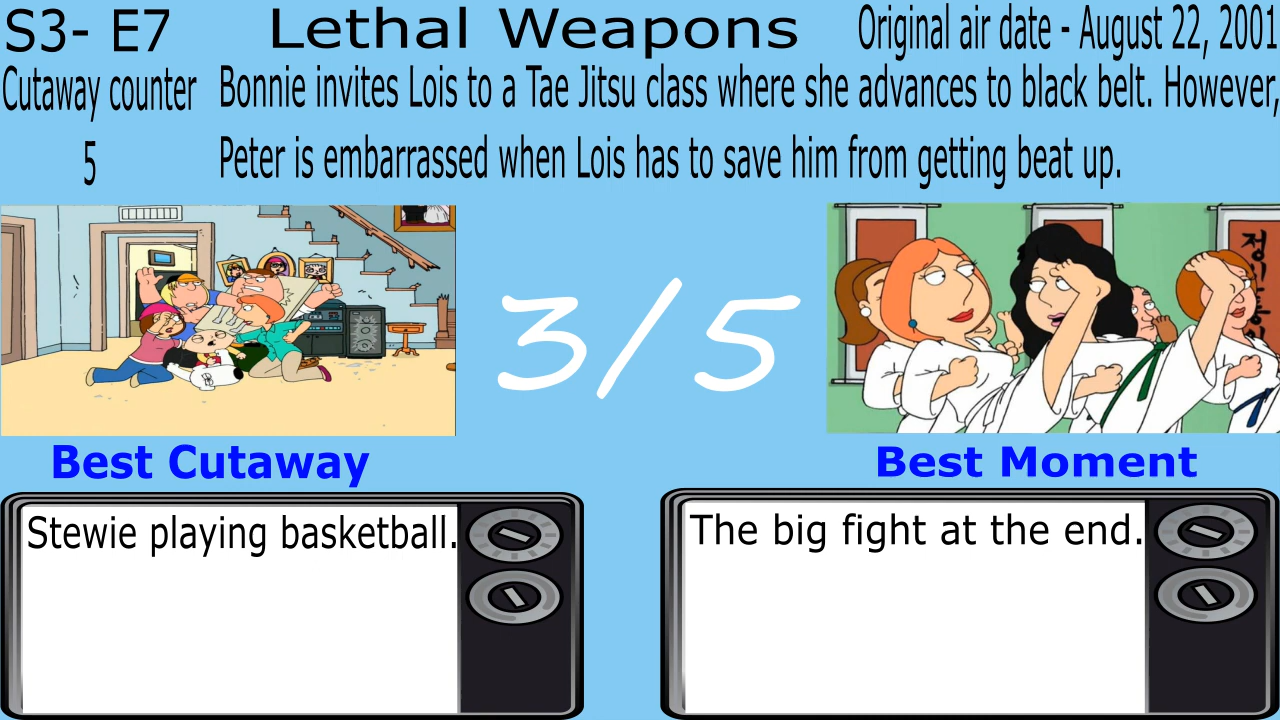 S3- E7
Lethal Weapons
Original air date - August 22, 2001
Cutaway counter
5
Bonnie invites Lois to a Tae Jitsu class where she advances to black belt. However,
Peter is embarrassed when Lois has to save him from getting beat up.
3/5
Best Cutaway
Best Moment
Stewie playing basketball.
The big fight at the end.